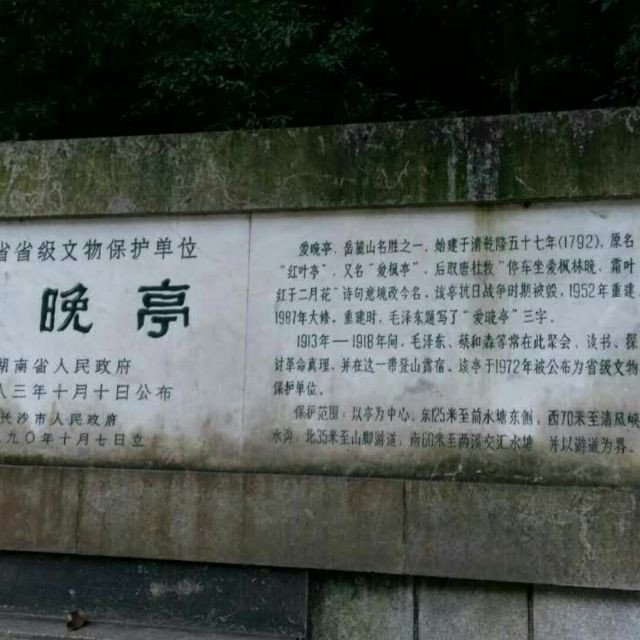 省省级文物保护单位
晚亭
湖南省人民政府
八三年十月十日公布
长沙市人民政府
九九〇年十月七日立
爱晚亭，岳麓山名胜之一，始建于清乾隆五十七年(1792)，原名
“红叶亭”，又名“爱枫亭”，后取唐杜牧“停车坐爱枫林晚，霜叶
红于二月花”诗句意境改今名。该亭抗日战争时期被毁，1952年重建，
1987年大修。重建时，毛泽东题写了“爱晚亭”三字。
1913年—1918年间，毛泽东、蔡和森等常在此聚会、读书、探
讨革命真理，并在这一带登山露宿。该亭于1972年被公布为省级文物
保护单位。
保护范围：以亭为中心，东125米至尚水塘东侧，西70米至清风峡
水沟，北35米至山脚游道，南60米至两溪交汇水塘，并以游道为界。